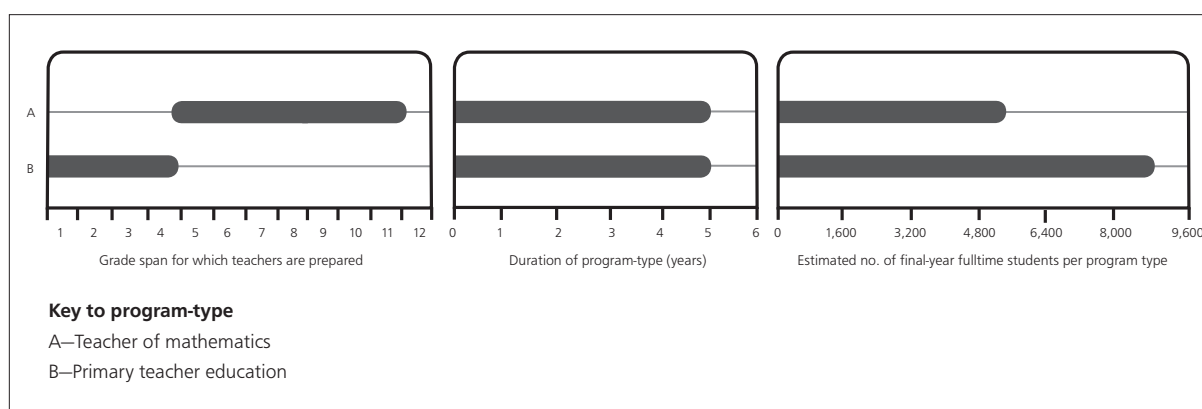 A
B
1 2 3 4 5 6 7 8 9 10 11 12
Grade span for which teachers are prepared
0 1 2 3 4 5 6
Duration of program-type (years)
0 1,600 3,200 4,800 6,400 8,000 9,600
Estimated no. of final-year fulltime students per program type
Key to program-type
A—Teacher of mathematics
B—Primary teacher education